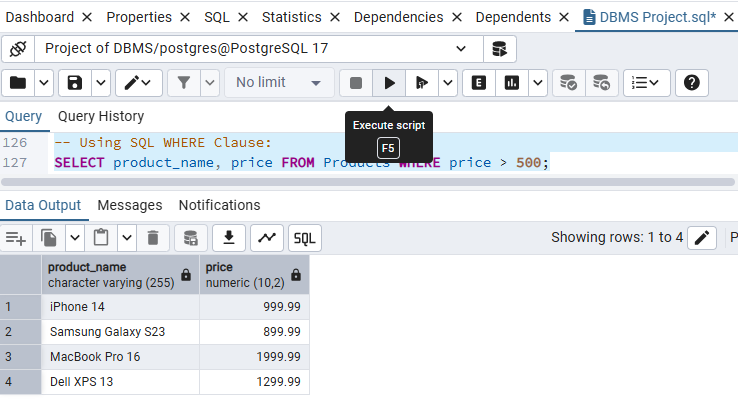 Dashboard × Properties × SQL × Statistics × Dependencies × Dependents × DBMS Project.sql* ×
Project of DBMS/postgres@PostgreSQL 17
No limit E
Execute script
F5
Query Query History
126 -- Using SQL WHERE Clause:
127 SELECT product_name, price FROM Products WHERE price > 500;
Data Output Messages Notifications
SQL Showing rows: 1 to 4
product_name price
character varying (255) numeric (10,2)
1 iPhone 14 999.99
2 Samsung Galaxy S23 899.99
3 MacBook Pro 16 1999.99
4 Dell XPS 13 1299.99